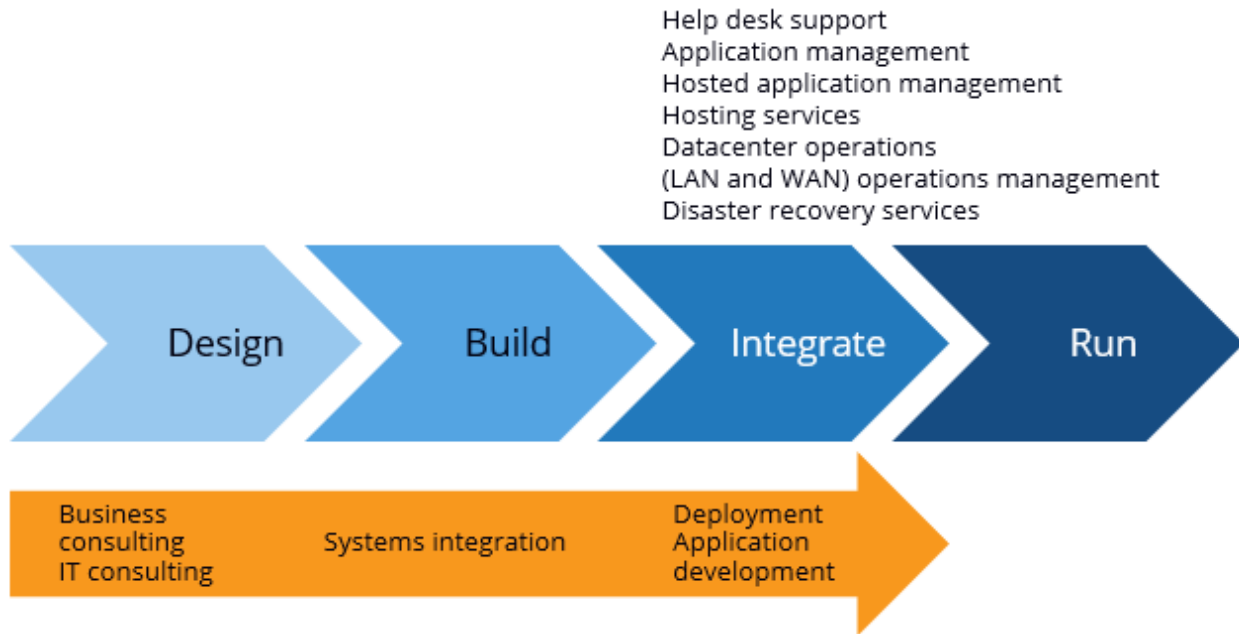 Help desk support
Application management
Hosted application management
Hosting services
Datacenter operations
(LAN and WAN) operations management
Disaster recovery services
Design
Build
Integrate
Run
Business
consulting
IT consulting
Systems integration
Deployment
Application
development